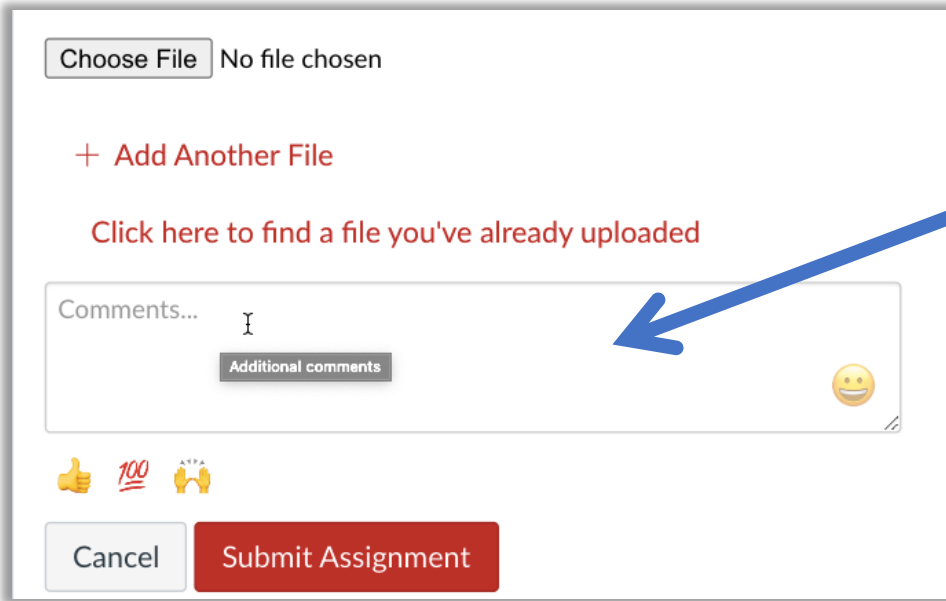 Choose File No file chosen
+ Add Another File
Click here to find a file you've already uploaded
Comments...
Additional comments
💯
Cancel Submit Assignment